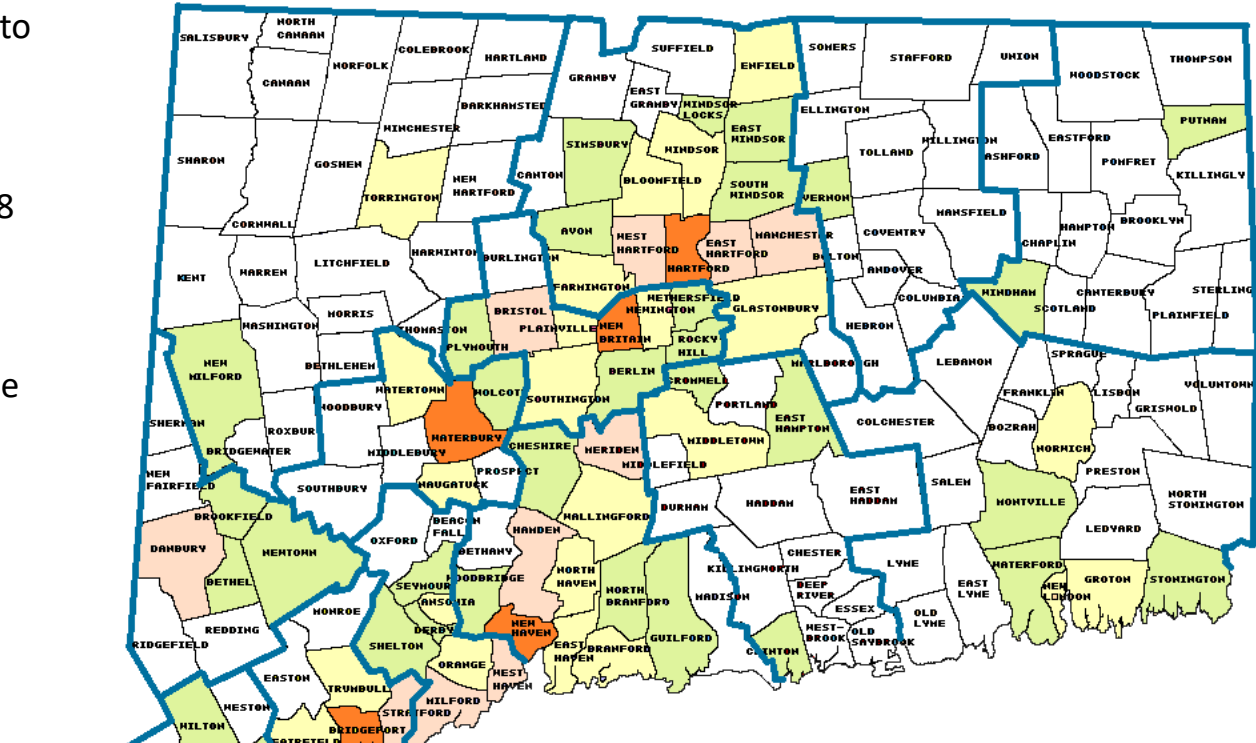 to
8
e
SALISBURY
NORTH
CANAAN
CANAAN
NORFOLK
COLEBROOK
HARTLAND
BARKHAMSTED
WINCHESTER
SHARON
GOSHEN
TORRINGTON
NEW
HARTFORD
CORNWALL
KENT
WARREN
LITCHFIELD
HARWINTON
MORRIS
WASHINGTON
BETHLEHEM
THOMASTON
PLYMOUTH
NEW
MILFORD
SHERMAN
ROXBUR
BRIDGEWATER
WOODBURY
WATERTOWN
WATERBURY
WOLCOT
MIDDLEBURY
NAUGATUCK
PROSPECT
CHESHIRE
SOUTHBURY
NEW
FAIRFIELD
BROOKFIELD
DANBURY
BETHEL
NEWTOWN
OXFORD
BEACON
FALL
BETHANY
SEYMOUR
WOODBRIDGE
ANSONIA
DERBY
MONROE
SHELTON
REDDING
RIDGEFIELD
EASTON
WESTON
WILTON
TRUMBULL
STRATFORD
BRIDGEPORT
FAIRFIELD
ORANGE
MILFORD
WEST
HAVEN
NEW
HAVEN
HAMDEN
NORTH
HAVEN
EAST
HAVEN
BRANFORD
NORTH
BRANFORD
GUILFORD
WALLINGFORD
MERIDEN
MADISON
KILLINGWORTH
CLINTON
GRANBY
SUFFIELD
EAST
GRANBY
WINDSOR
LOCKS
ENFIELD
EAST
WINDSOR
SIMSBURY
CANTON
BLOOMFIELD
WINDSOR
SOUTH
WINDSOR
AVON
BURLINGTON
FARMINGTON
WEST
HARTFORD
HARTFORD
EAST
HARTFORD
MANCHESTER
BRISTOL
PLAINVILLE
NEW
BRITAIN
NEWINGTON
WETHERSFIELD
ROCKY
HILL
GLASTONBURY
BERLIN
SOUTHINGTON
CROMWELL
PORTLAND
EAST
HAMPTON
MARLBOROUGH
MIDDLETOWN
MIDDLEFIELD
DURHAM
HADDAM
EAST
HADDAM
CHESTER
DEEP
RIVER
ESSEX
WEST-
BROOK
OLD
SAYBROOK
SOMERS
STAFFORD
UNION
ELLINGTON
TOLLAND
WILLINGTON
VERNON
BOLTON
COVENTRY
MANSFIELD
ANDOVER
COLUMBIA
HEBRON
WOODSTOCK
THOMPSON
PUTNAM
ASHFORD
EASTFORD
POMFRET
KILLINGLY
CHAPLIN
HAMPTON
BROOKLYN
WINDHAM
SCOTLAND
CANTERBURY
PLAINFIELD
STERLING
LEBANON
FRANKLIN
SPRAGUE
LISBON
GRISWOLD
VOLUNTOWN
COLCHESTER
BOZRAH
NORWICH
PRESTON
SALEM
MONTVILLE
LEDYARD
NORTH
STONINGTON
LYME
EAST
LYME
OLD
LYME
WATERFORD
NEW
LONDON
GROTON
STONINGTON